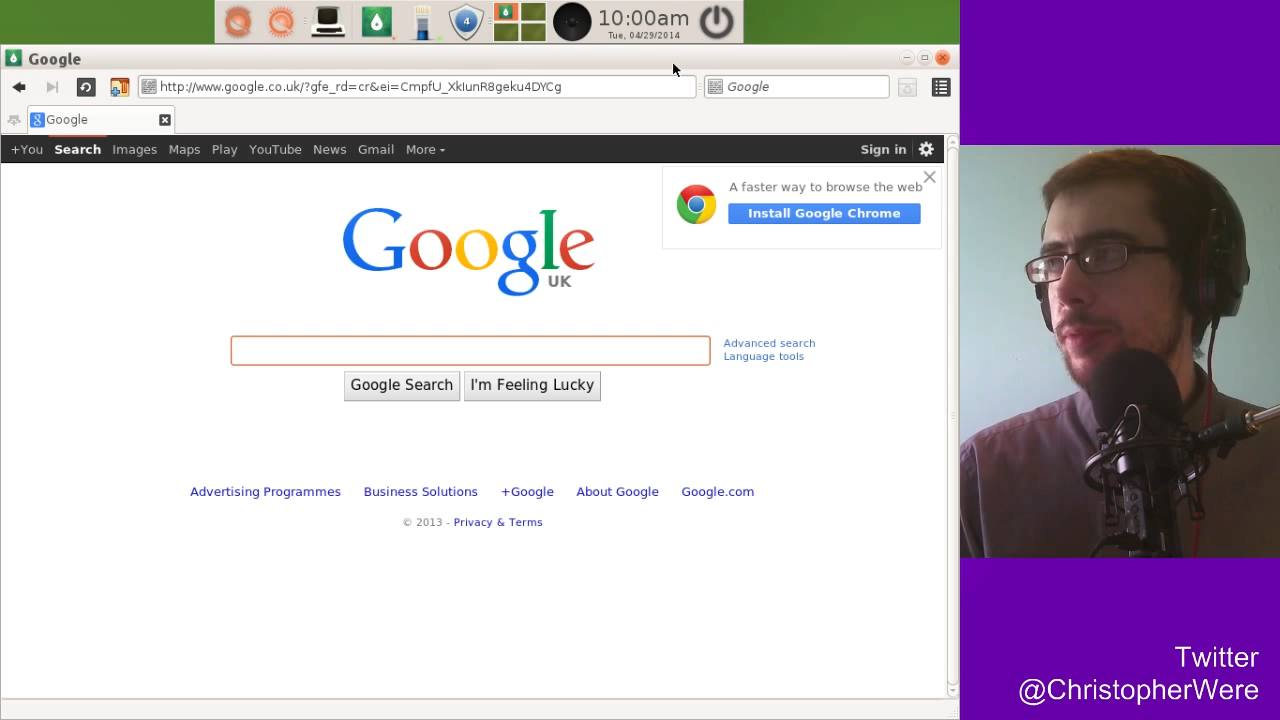 4
10:00am
Tue, 04/29/2014
Google
http://www.google.co.uk/?gfe_rd=cr&ei=CmpfU_XkIunR8geku4DYCg
Google
Google
+You Search Images Maps Play YouTube News Gmail More Sign in
A faster way to browse the web
Install Google Chrome
Google
UK
Advanced search
Language tools
Google Search I'm Feeling Lucky
Advertising Programmes Business Solutions +Google About Google Google.com
© 2013 - Privacy & Terms
Twitter
@ChristopherWere